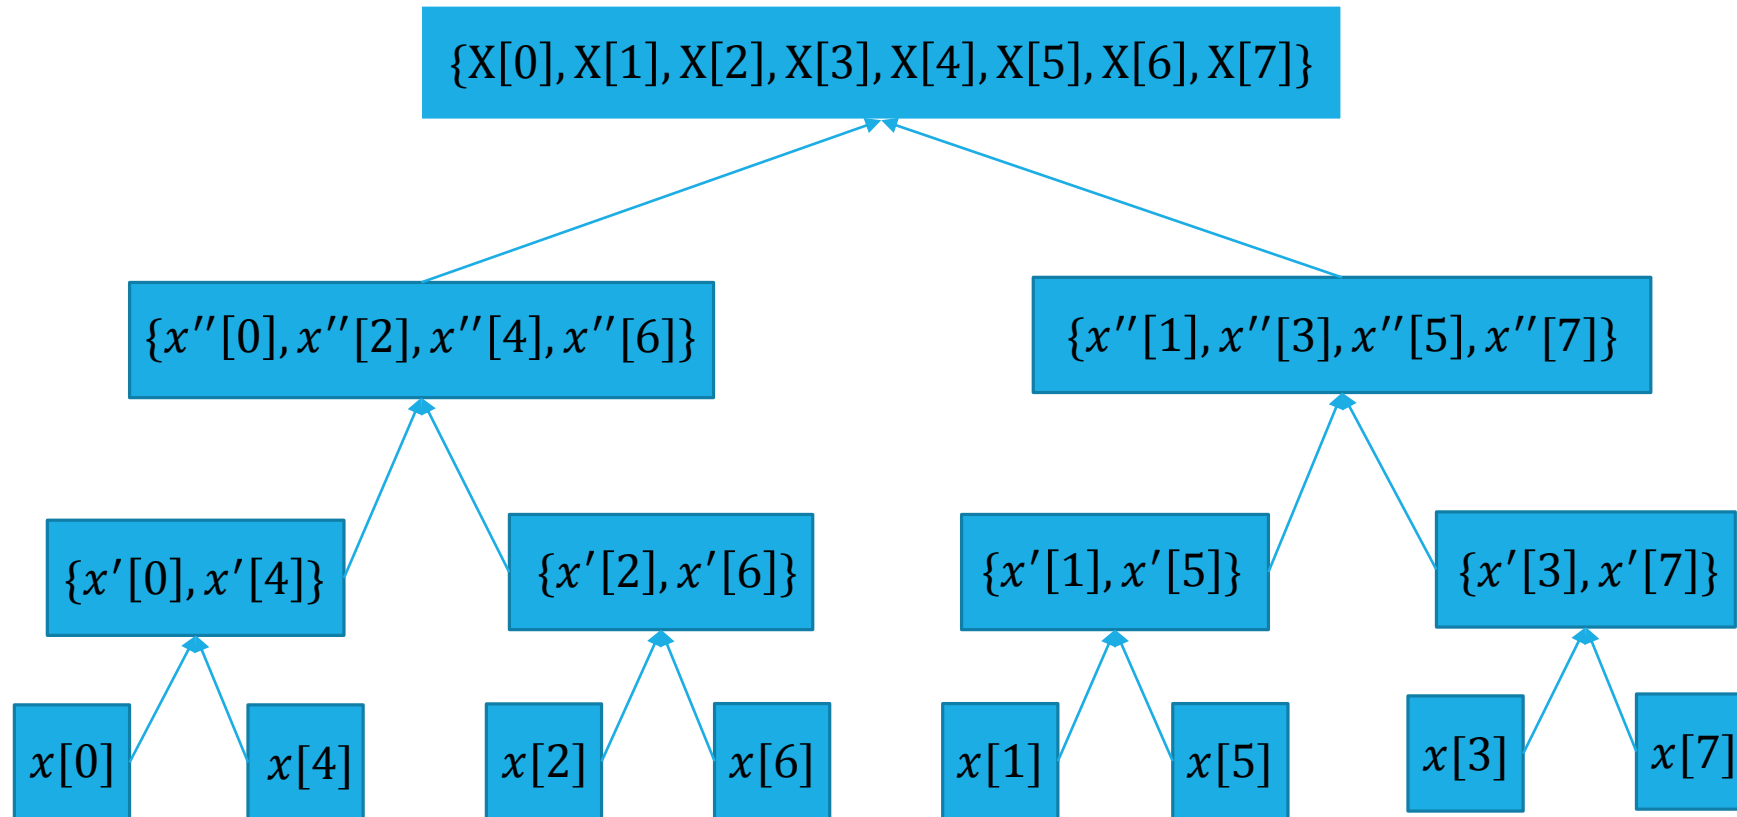 {X[0], X[1], X[2], X[3], X[4], X[5], X[6], X[7]}
{x′′[0], x′′[2], x′′[4], x′′[6]}
{x′′[1], x′′[3], x′′[5], x′′[7]}
{x′[0], x′[4]}
{x′[2], x′[6]}
{x′[1], x′[5]}
{x′[3], x′[7]}
x[0]
x[4]
x[2]
x[6]
x[1]
x[5]
x[3]
x[7]